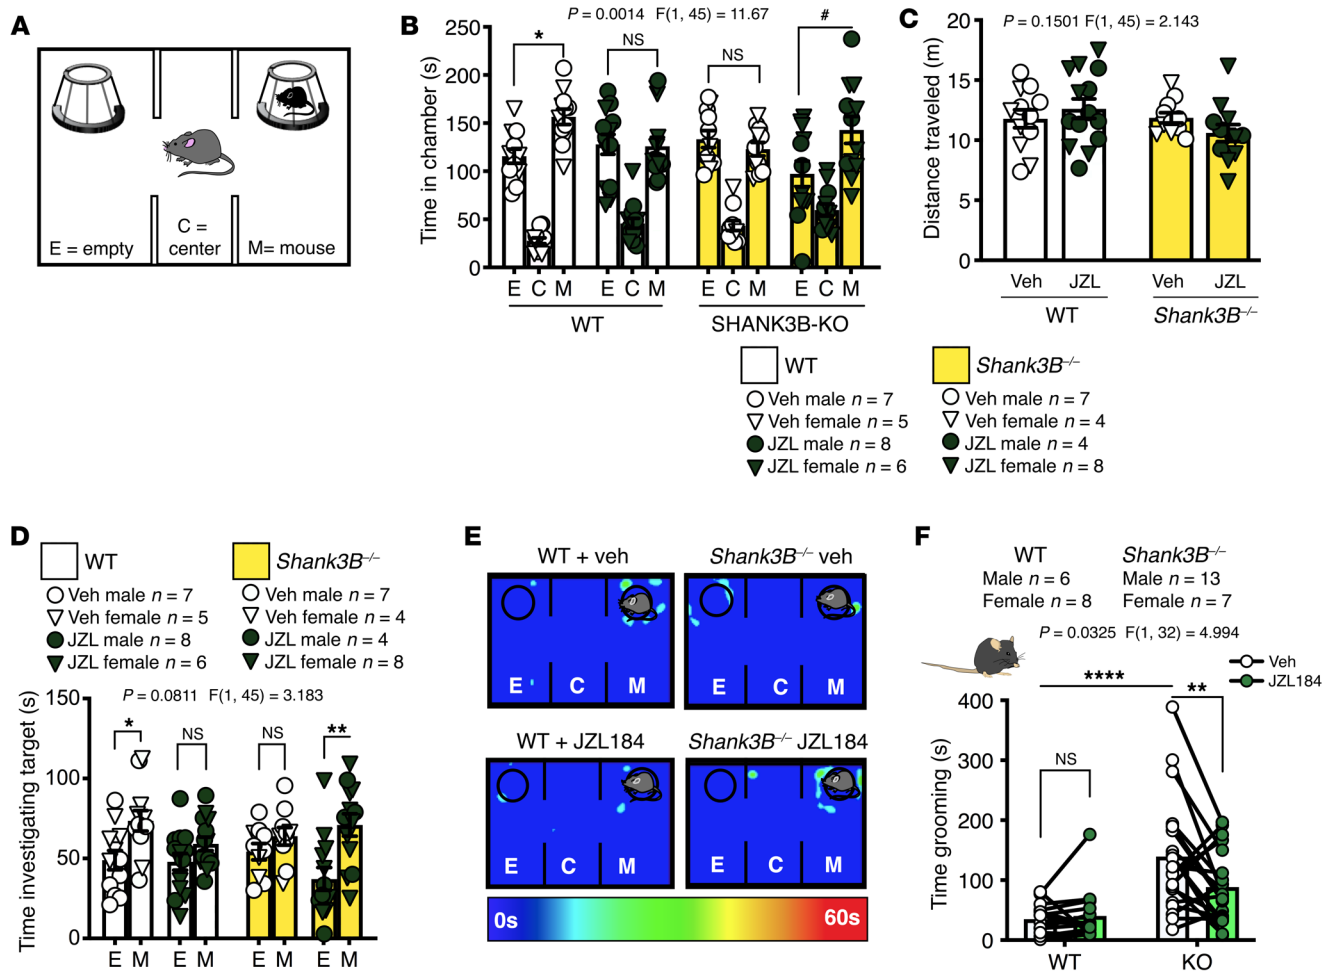 A
E = empty
C =
center
M= mouse
B
P = 0.0014 F(1, 45) = 11.67
Time in chamber (s)
250
200
150
100
50
0
*
NS
NS
#
E C M E C M E C M E C M
WT
SHANK3B-KO
C
P = 0.1501 F(1, 45) = 2.143
Distance traveled (m)
20
15
10
5
0
Veh JZL Veh JZL
WT
Shank3B–/–
WT
Veh male n = 7
Veh female n = 5
JZL male n = 8
JZL female n = 6
Shank3B–/–
Veh male n = 7
Veh female n = 4
JZL male n = 4
JZL female n = 8
D
WT
Veh male n = 7
Veh female n = 5
JZL male n = 8
JZL female n = 6
Shank3B–/–
Veh male n = 7
Veh female n = 4
JZL male n = 4
JZL female n = 8
P = 0.0811 F(1, 45) = 3.183
Time investigating target (s)
150
100
50
0
*
NS
NS
**
E M E M E M E M
E
WT + veh
Shank3B–/– veh
E C M
E C M
WT + JZL184
Shank3B–/– JZL184
E C M
E C M
0s
60s
F
WT
Male n = 6
Female n = 8
Shank3B–/–
Male n = 13
Female n = 7
P = 0.0325 F(1, 32) = 4.994
Veh
JZL184
****
**
NS
Time grooming (s)
400
300
200
100
0
WT
KO